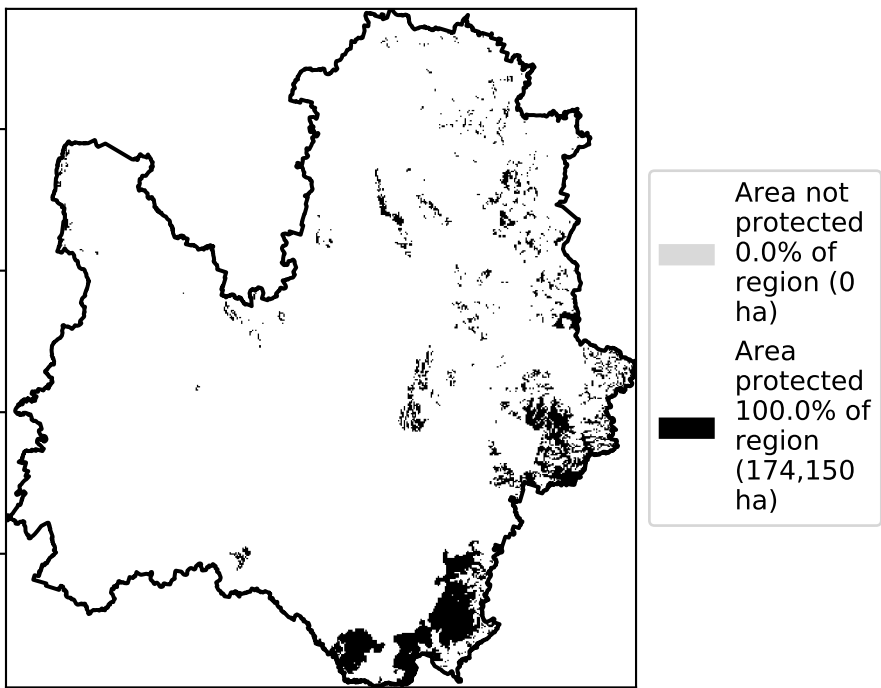 Area not
protected
0.0% of
region (0
ha)
Area
protected
100.0% of
region
(174,150
ha)